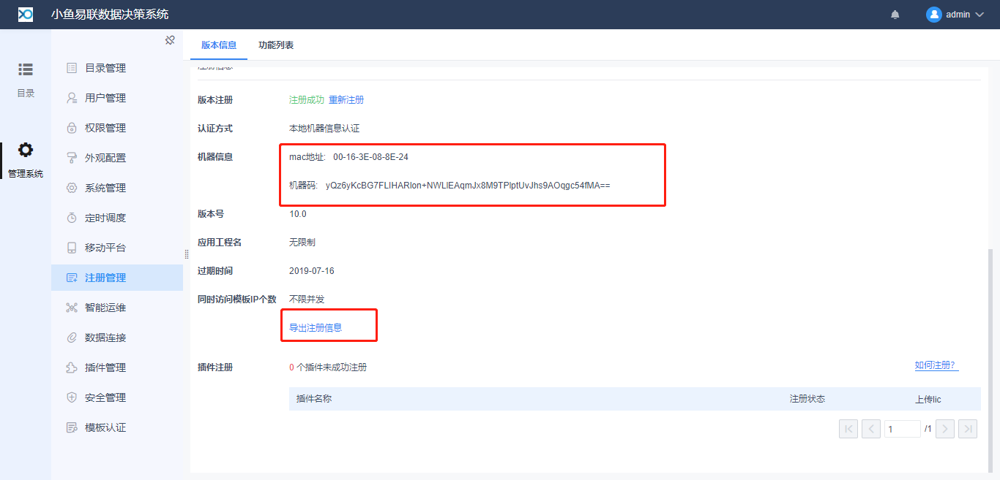 小鱼易联数据决策系统
admin
目录
管理系统
目录管理
用户管理
权限管理
外观配置
系统管理
定时调度
移动平台
注册管理
智能运维
数据连接
插件管理
安全管理
模板认证
版本信息 功能列表
注册信息
版本注册 注册成功 重新注册
认证方式 本地机器信息认证
机器信息 mac地址: 00-16-3E-08-8E-24
机器码: yQz6yKcBG7FLIHARlon+NWLlEAqmJx8M9TPlptUvJhs9AOqgc54fMA==
版本号 10.0
应用工程名 无限制
过期时间 2019-07-16
同时访问模板IP个数 不限并发
导出注册信息
插件注册 0 个插件未成功注册 如何注册?
插件名称 注册状态 上传lic
1 /1